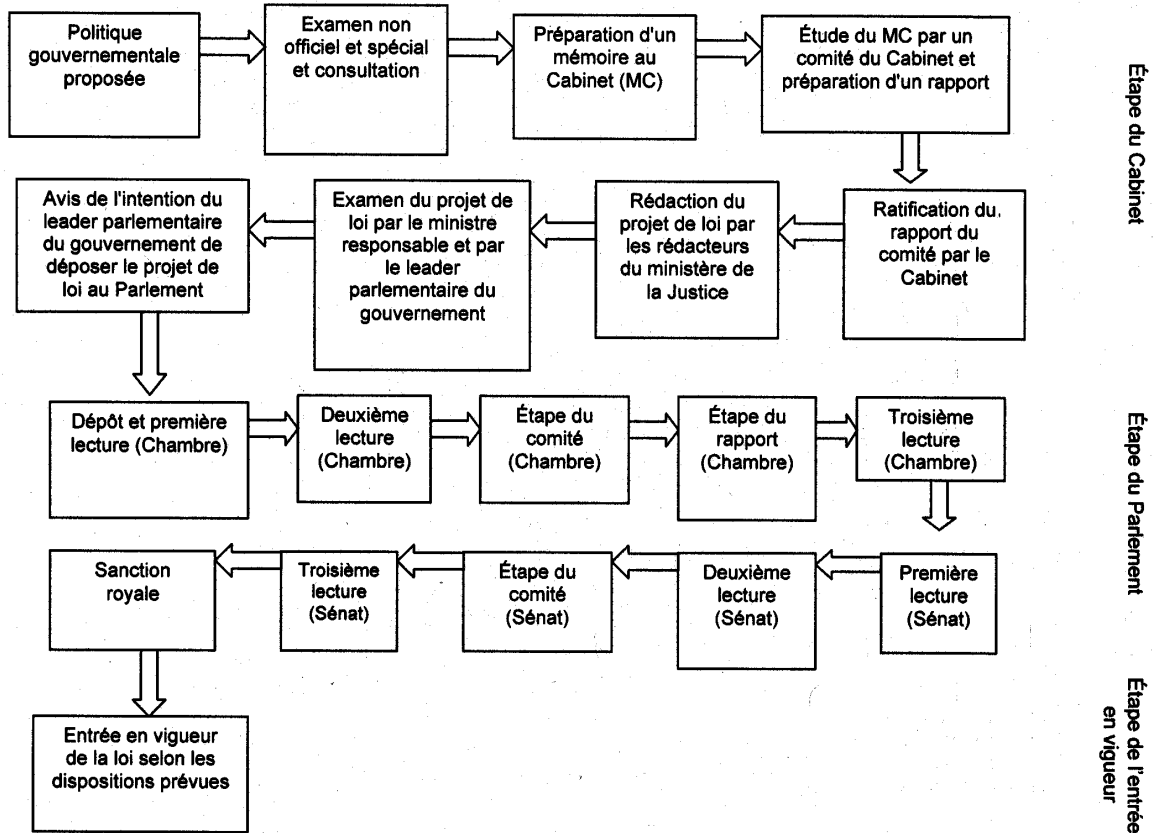 Politique
gouvernementale
proposée
Examen non
officiel et spécial
et consultation
Préparation d'un
mémoire au
Cabinet (MC)
Étude du MC par un
comité du Cabinet et
préparation d'un rapport
Étape du Cabinet
Ratification du
rapport du
comité par le
Cabinet
Rédaction du
projet de loi par
les rédacteurs
du ministère de
la Justice
Examen du projet de
loi par le ministre
responsable et par
le leader
parlementaire du
gouvernement
Avis de l'intention du
leader parlementaire
du gouvernement de
déposer le projet de
loi au Parlement
Dépôt et première
lecture (Chambre)
Deuxième
lecture
(Chambre)
Étape du
comité
(Chambre)
Étape du
rapport
(Chambre)
Troisième
lecture
(Chambre)
Étape du Parlement
Première
lecture
(Sénat)
Deuxième
lecture
(Sénat)
Étape du
comité
(Sénat)
Troisième
lecture
(Sénat)
Sanction
royale
Entrée en vigueur
de la loi selon les
dispositions prévues
Étape de l'entrée
en vigueur